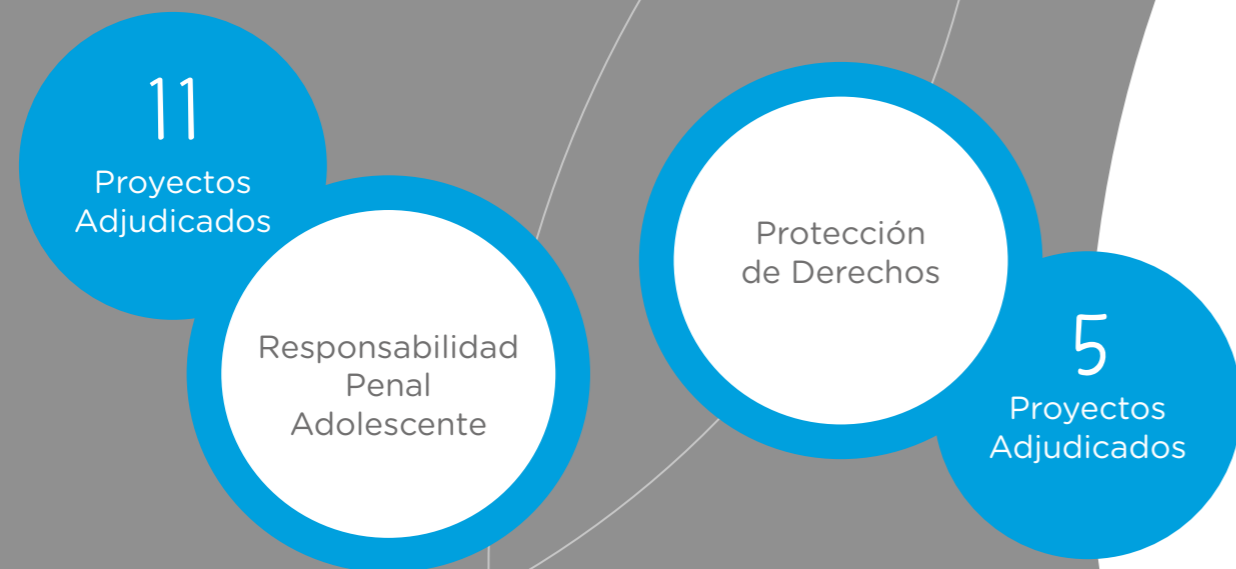 11
Proyectos
Adjudicados
Responsabilidad
Penal
Adolescente
Protección
de Derechos
5
Proyectos
Adjudicados